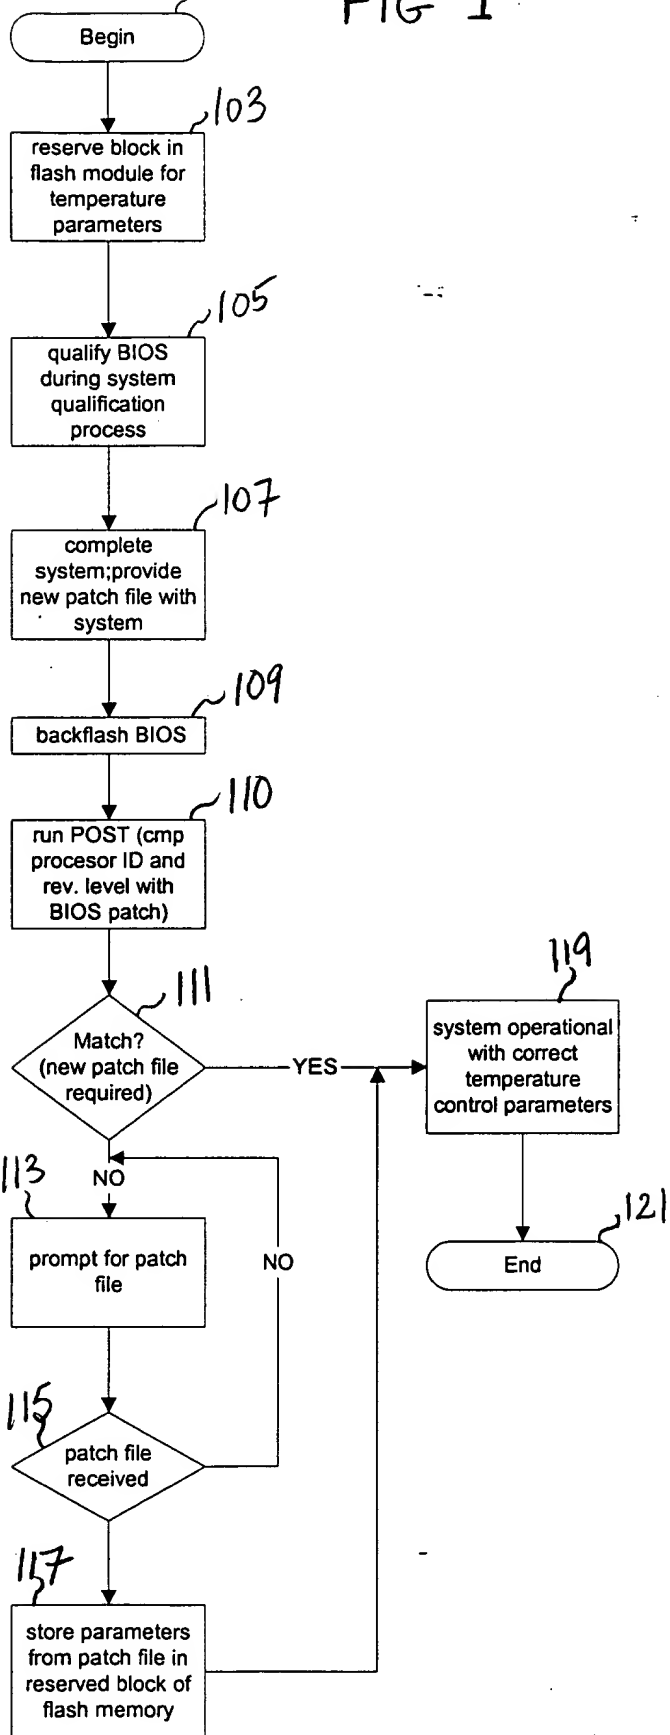 FIG 1
Begin
103
reserve block in
flash module for
temperature
parameters
105
qualify BIOS
during system
qualification
process
107
complete
system;provide
new patch file with
system
109
backflash BIOS
110
run POST (cmp
procesor ID and
rev. level with
BIOS patch)
111
Match?
(new patch file
required)
YES
119
system operational
with correct
temperature
control parameters
NO
113
prompt for patch
file
NO
121
End
115
patch file
received
117
store parameters
from patch file in
reserved block of
flash memory